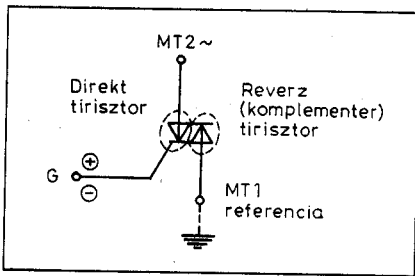 MT2~
Direkt
tirisztor
Reverz
(komplementer)
tirisztor
G
+
−
MT1
referencia